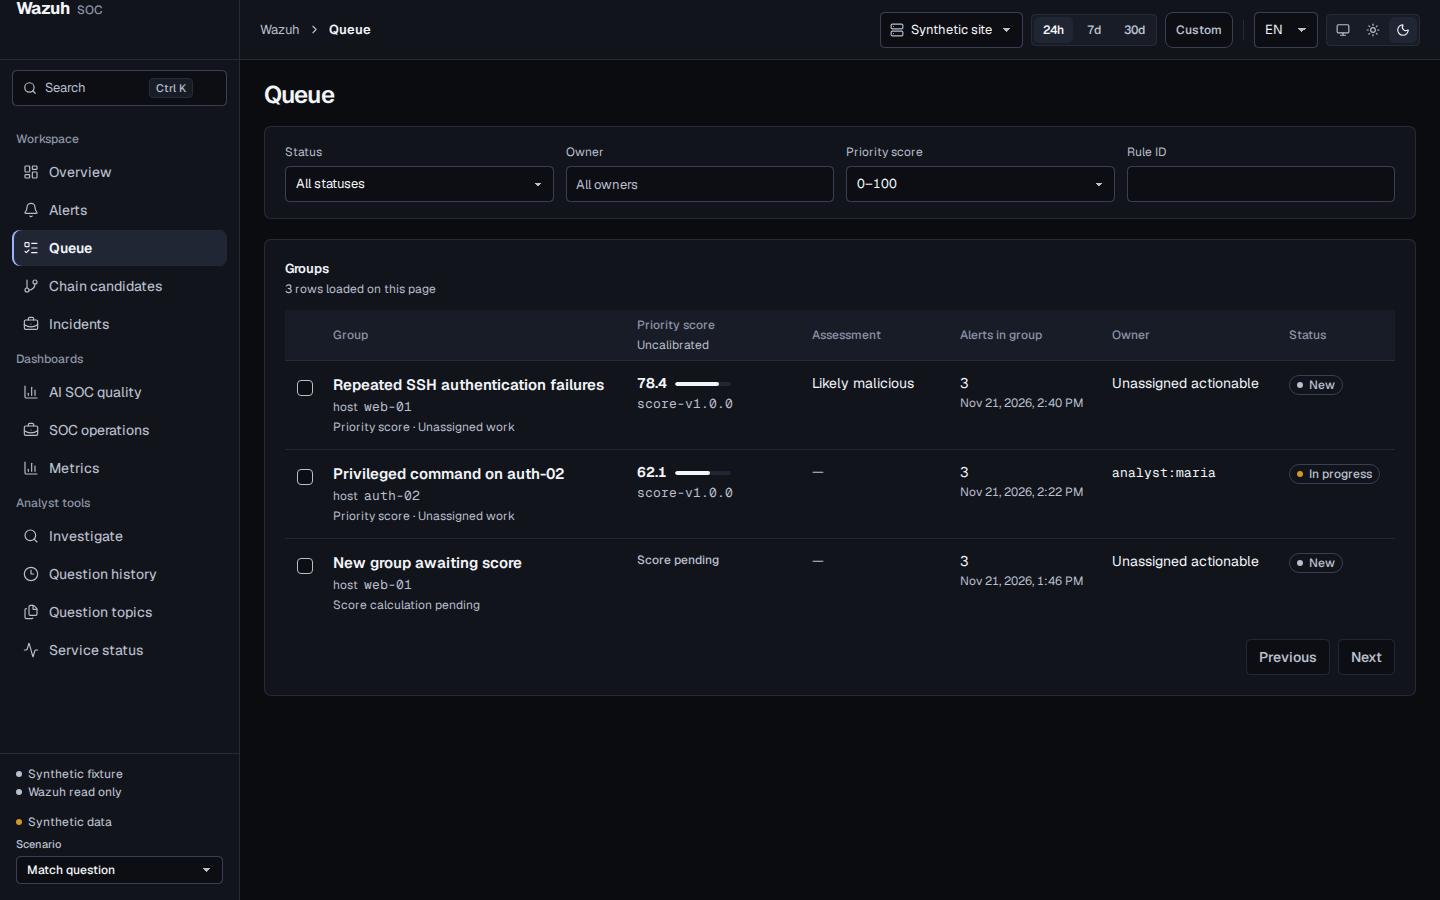 Wazuh SOC
Wazuh > Queue
Synthetic site
24h 7d 30d
Custom
EN
Search Ctrl K
Workspace
Overview
Alerts
Queue
Chain candidates
Incidents
Dashboards
AI SOC quality
SOC operations
Metrics
Analyst tools
Investigate
Question history
Question topics
Service status
Synthetic fixture
Wazuh read only
Synthetic data
Scenario
Match question
Queue
Status Owner Priority score Rule ID
All statuses All owners 0–100
Groups
3 rows loaded on this page
Group Priority score Assessment Alerts in group Owner Status
Uncalibrated
Repeated SSH authentication failures 78.4 Likely malicious 3 Unassigned actionable New
host web-01 score-v1.0.0 Nov 21, 2026, 2:40 PM
Priority score · Unassigned work
Privileged command on auth-02 62.1 — 3 analyst:maria In progress
host auth-02 score-v1.0.0 Nov 21, 2026, 2:22 PM
Priority score · Unassigned work
New group awaiting score Score pending — 3 Unassigned actionable New
host web-01 Nov 21, 2026, 1:46 PM
Score calculation pending
Previous Next